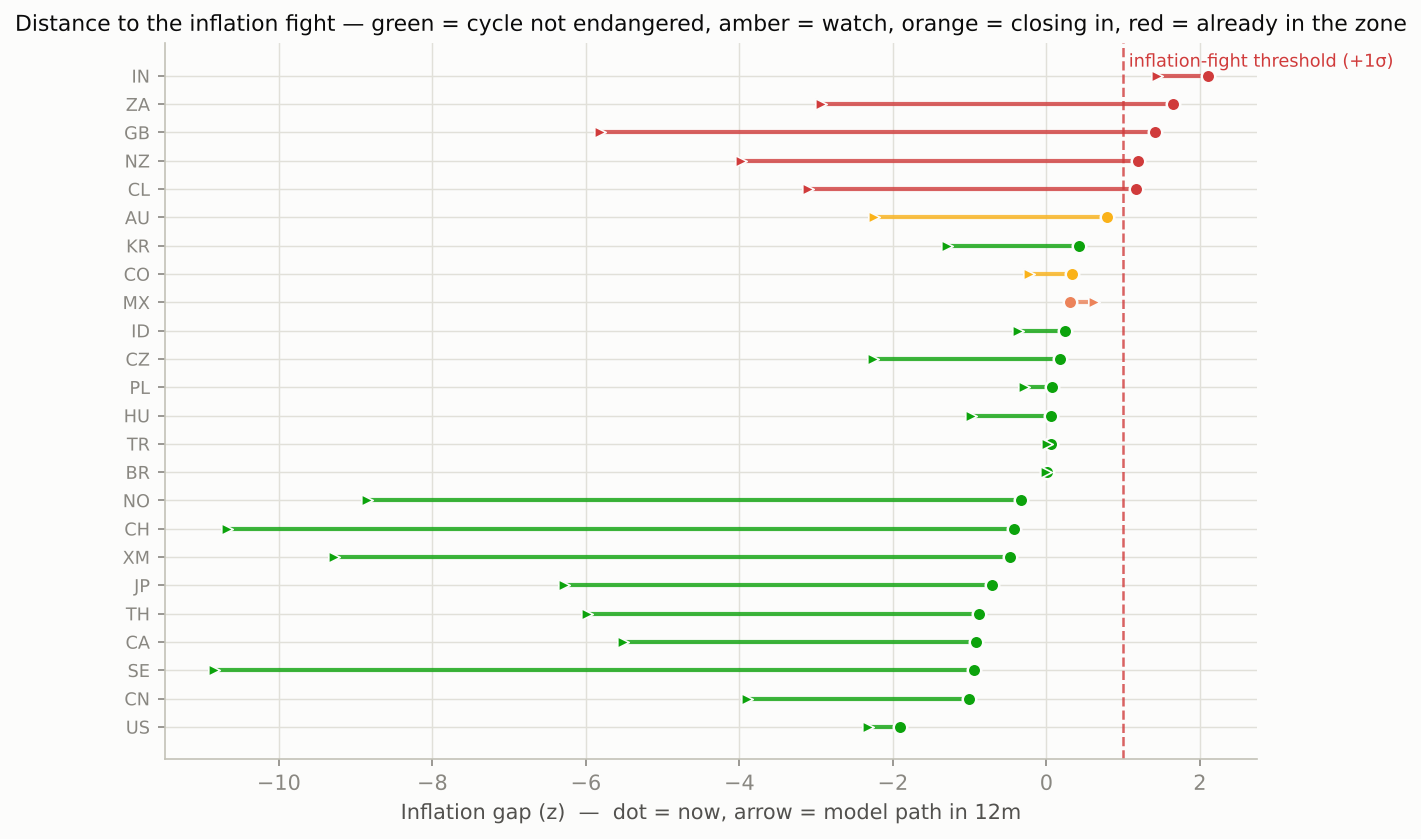 Distance to the inflation fight — green = cycle not endangered, amber = watch, orange = closing in, red = already in the zone
inflation-fight threshold (+1σ)
IN
ZA
GB
NZ
CL
AU
KR
CO
MX
ID
CZ
PL
HU
TR
BR
NO
CH
XM
JP
TH
CA
SE
CN
US
−10 −8 −6 −4 −2 0 2
Inflation gap (z) — dot = now, arrow = model path in 12m